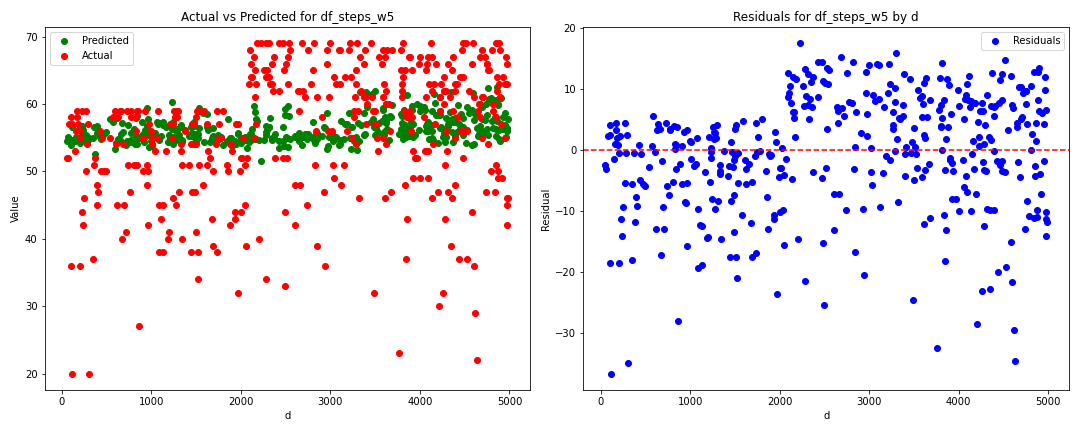 Actual vs Predicted for df_steps_w5
Predicted
Actual
Value
70
60
50
40
30
20
0
1000
2000
3000
4000
5000
d
Residuals for df_steps_w5 by d
Residuals
Residual
20
10
0
−10
−20
−30
0
1000
2000
3000
4000
5000
d